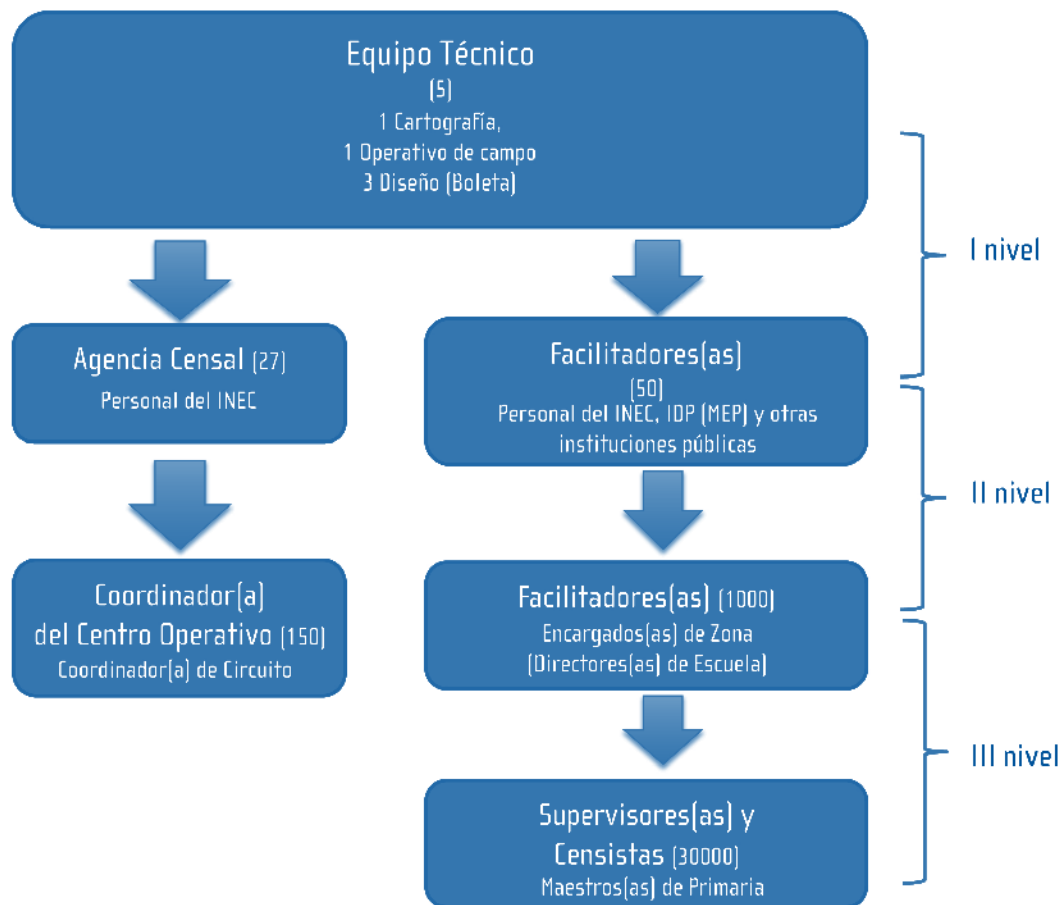 Equipo Técnico
(5)
1 Cartografía,
1 Operativo de campo
3 Diseño (Boleta)
I nivel
Agencia Censal (27)
Personal del INEC
Facilitadores(as)
(50)
Personal del INEC, IDP (MEP) y otras
instituciones públicas
II nivel
Coordinador(a)
del Centro Operativo (150)
Coordinador(a) de Circuito
Facilitadores(as) (1000)
Encargados(as) de Zona
(Directores(as) de Escuela)
III nivel
Supervisores(as) y
Censistas (30000)
Maestros(as) de Primaria